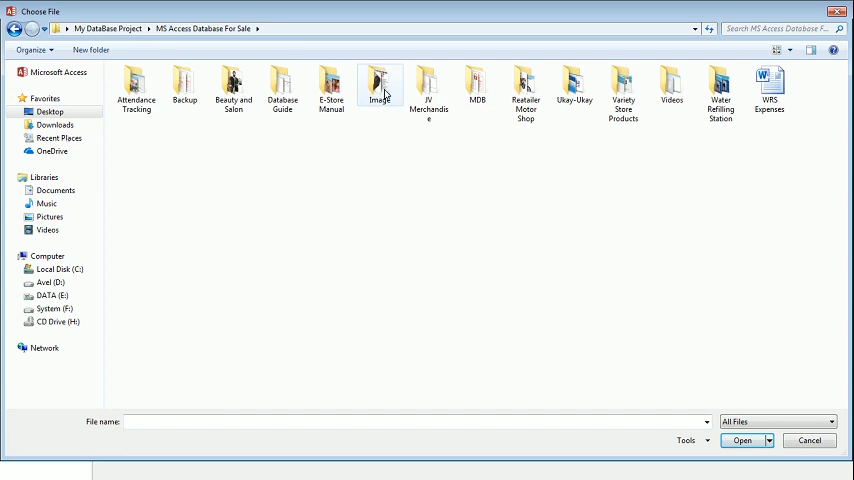 Choose File
My DataBase Project
MS Access Database For Sale
Search MS Access Database F...
Organize
New folder
Microsoft Access
Favorites
Desktop
Downloads
Recent Places
OneDrive
Libraries
Documents
Music
Pictures
Videos
Computer
Local Disk (C:)
Avel (D:)
DATA (E:)
System (F:)
CD Drive (H:)
Network
Attendance
Tracking
Backup
Beauty and
Salon
Database
Guide
E-Store
Manual
Image
JV
Merchandis
e
MDB
Reatailer
Motor
Shop
Ukay-Ukay
Variety
Store
Products
Videos
Water
Refilling
Station
WRS
Expenses
File name:
All Files
Tools
Open
Cancel